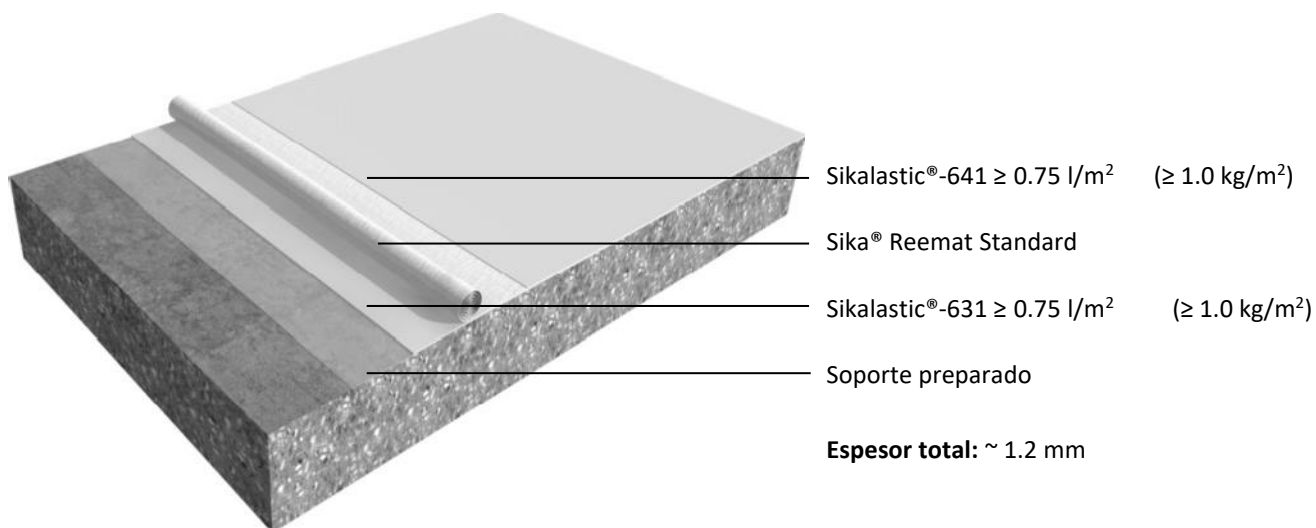 Sikalastic®-641 ≥ 0.75 l/m² (≥ 1.0 kg/m²)
Sika® Reemat Standard
Sikalastic®-631 ≥ 0.75 l/m² (≥ 1.0 kg/m²)
Soporte preparado
Espesor total: ~ 1.2 mm